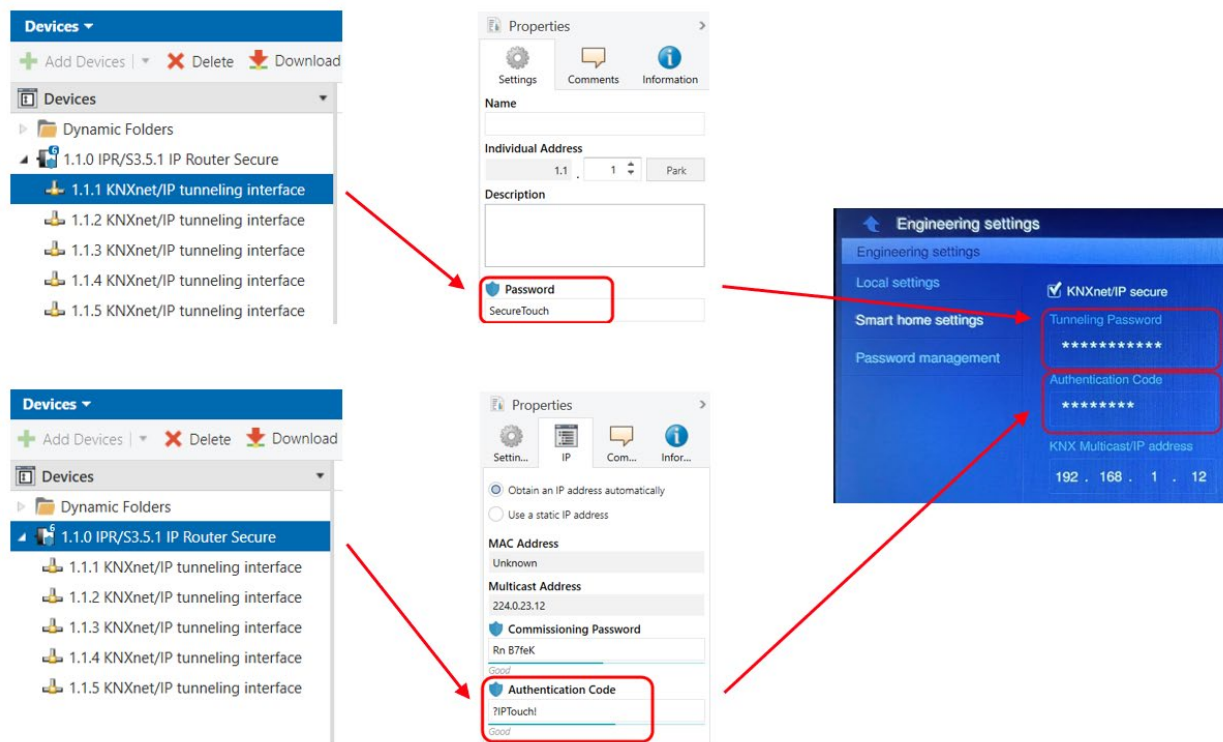 Devices
Add Devices Delete Download
Devices
Dynamic Folders
1.1.0 IPR/S3.5.1 IP Router Secure
1.1.1 KNXnet/IP tunneling interface
1.1.2 KNXnet/IP tunneling interface
1.1.3 KNXnet/IP tunneling interface
1.1.4 KNXnet/IP tunneling interface
1.1.5 KNXnet/IP tunneling interface
Properties
Settings Comments Information
Name
Individual Address
1.1 . 1 Park
Description
Password
SecureTouch
Engineering settings
Engineering settings
Local settings
Smart home settings
Password management
KNXnet/IP secure
Tunneling Password
***********
Authentication Code
********
KNX Multicast/IP address
192 . 168 . 1 . 12
Devices
Add Devices Delete Download
Devices
Dynamic Folders
6
1.1.0 IPR/S3.5.1 IP Router Secure
1.1.1 KNXnet/IP tunneling interface
1.1.2 KNXnet/IP tunneling interface
1.1.3 KNXnet/IP tunneling interface
1.1.4 KNXnet/IP tunneling interface
1.1.5 KNXnet/IP tunneling interface
Properties
Settin... IP Com... Infor...
Obtain an IP address automatically
Use a static IP address
MAC Address
Unknown
Multicast Address
224.0.23.12
Commissioning Password
Rn B7feK
Good
Authentication Code
?IPTouch!
Good